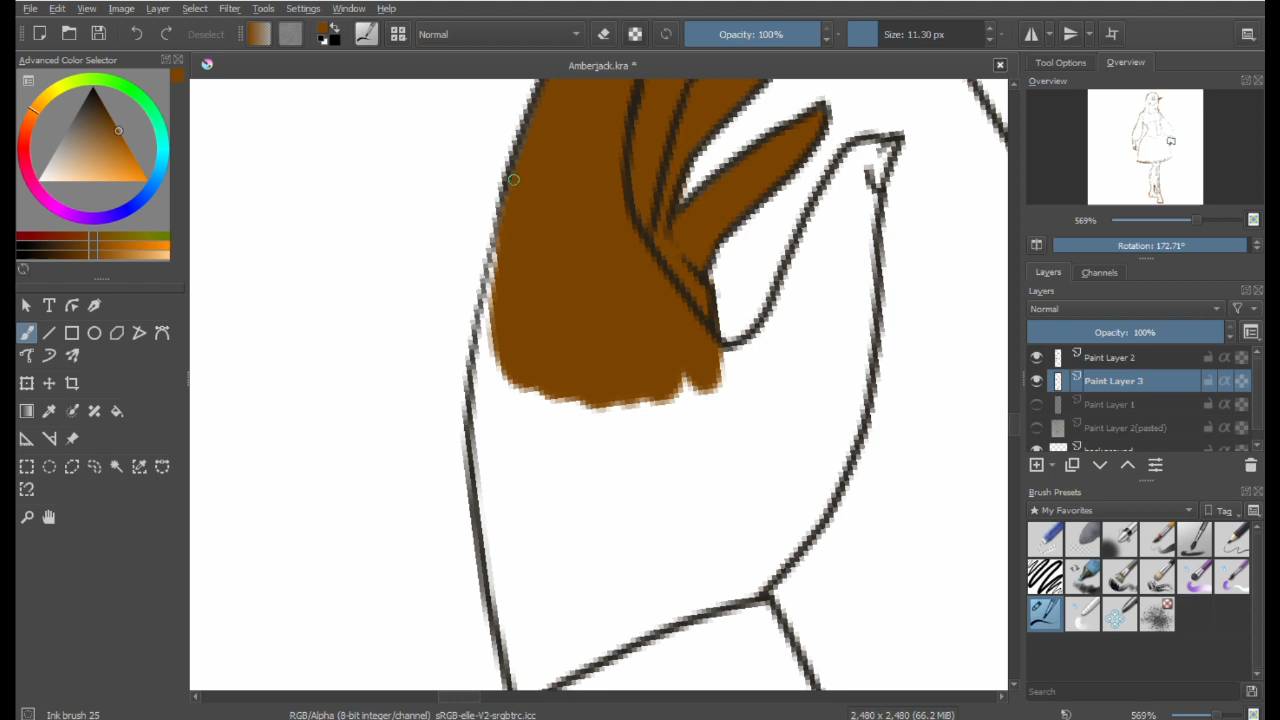 File Edit View Image Layer Select Filter Tools Settings Window Help
Deselect Normal Opacity: 100% Size: 11.30 px
Advanced Color Selector
Amberjack.kra *
Tool Options Overview
Overview
569%
Rotation: 172.71°
Layers Channels
Layers
Normal
Opacity: 100%
Paint Layer 2
Paint Layer 3
Paint Layer 1
Paint Layer 2(pasted)
background
Brush Presets
★ My Favorites Tag
Search
Ink brush 25 RGB/Alpha (8-bit integer/channel) sRGB-elle-V2-srgbtrc.icc 2,480 x 2,480 (66.2 MiB) 569%